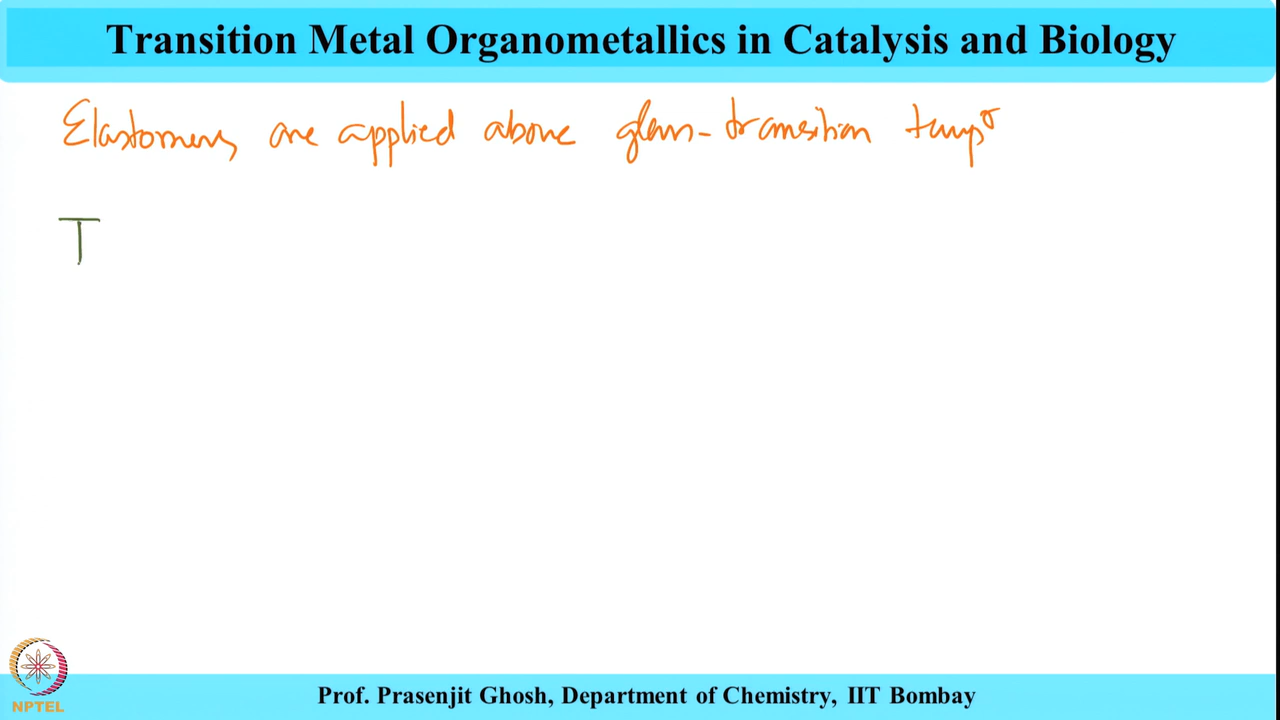 Transition Metal Organometallics in Catalysis and Biology
Elastomers are applied above glass-transition tempr
T
NPTEL
Prof. Prasenjit Ghosh, Department of Chemistry, IIT Bombay